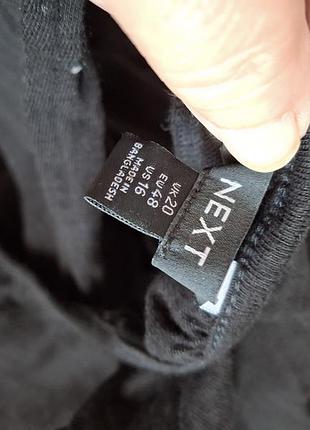 NEXT
UK 20
EU 48
US 16
MADE IN
BANGLADESH